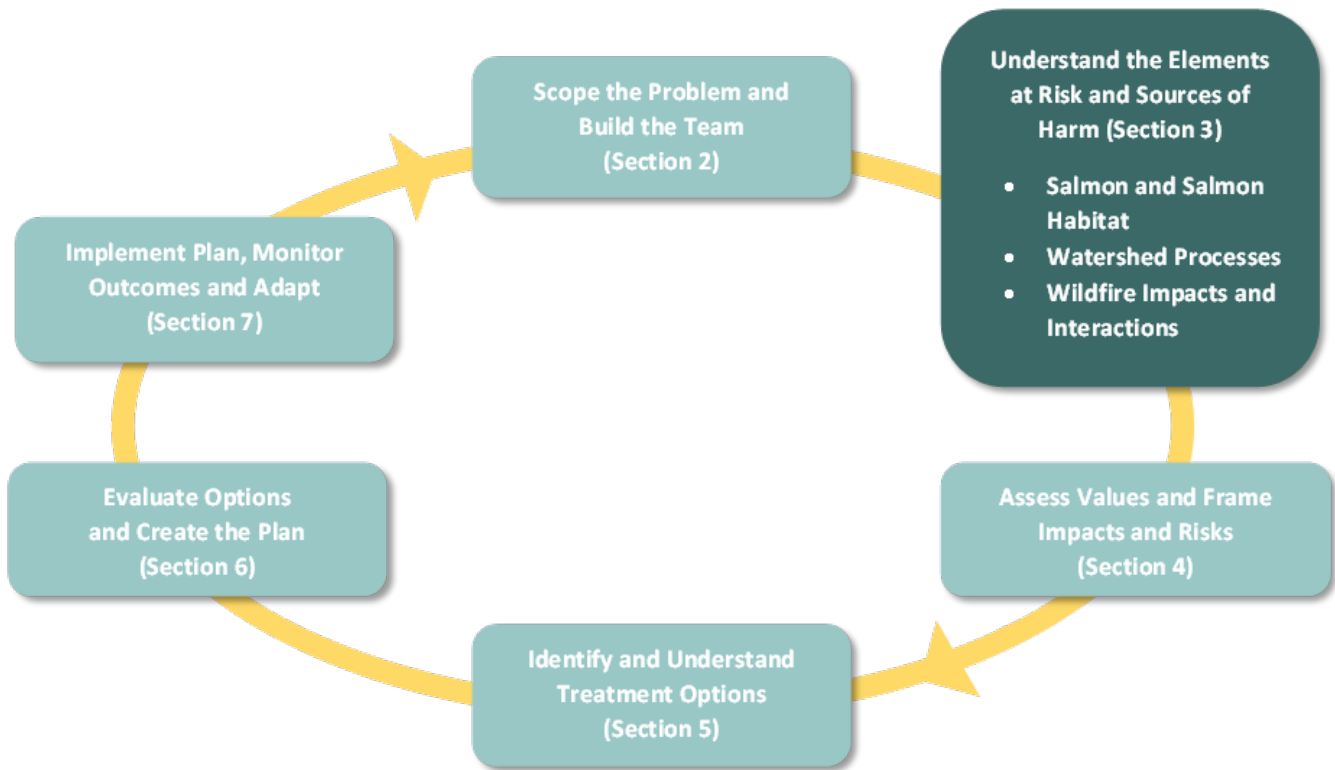 Scope the Problem and
Build the Team
(Section 2)
Understand the Elements
at Risk and Sources of
Harm (Section 3)
• Salmon and Salmon
Habitat
• Watershed Processes
• Wildfire Impacts and
Interactions
Assess Values and Frame
Impacts and Risks
(Section 4)
Identify and Understand
Treatment Options
(Section 5)
Evaluate Options
and Create the Plan
(Section 6)
Implement Plan, Monitor
Outcomes and Adapt
(Section 7)